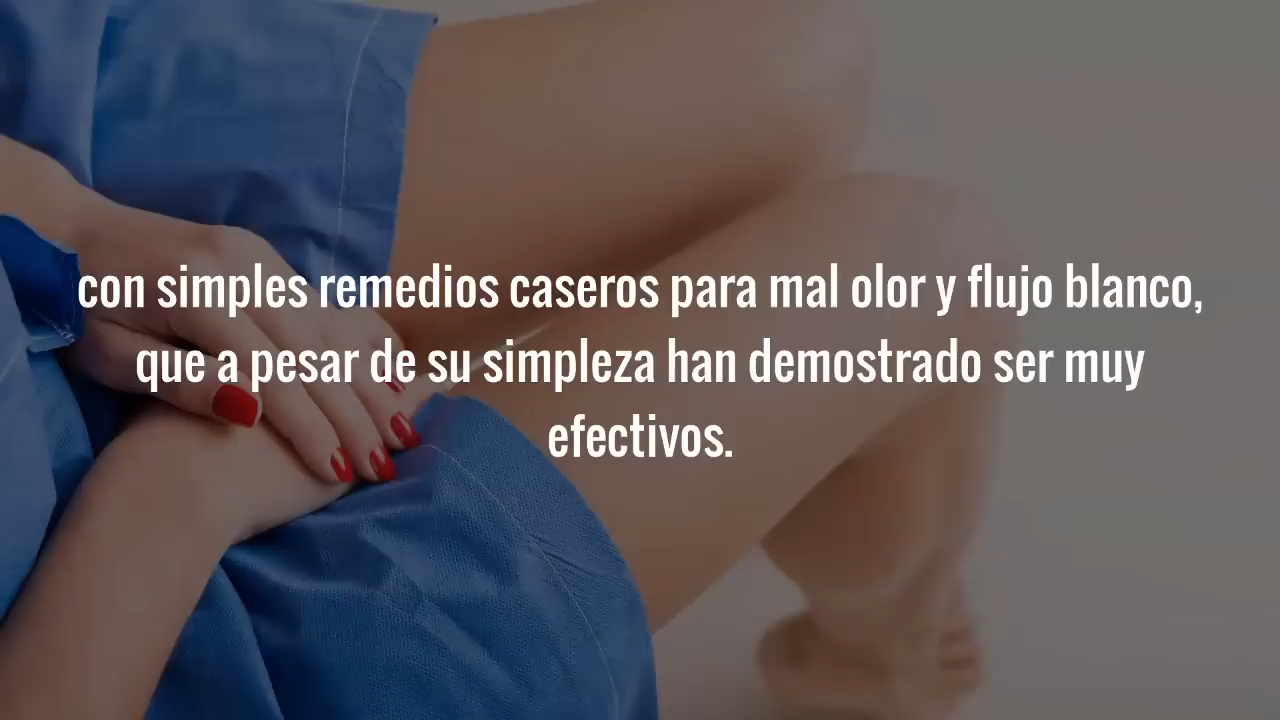 con simples remedios caseros para mal olor y flujo blanco,
que a pesar de su simpleza han demostrado ser muy
efectivos.